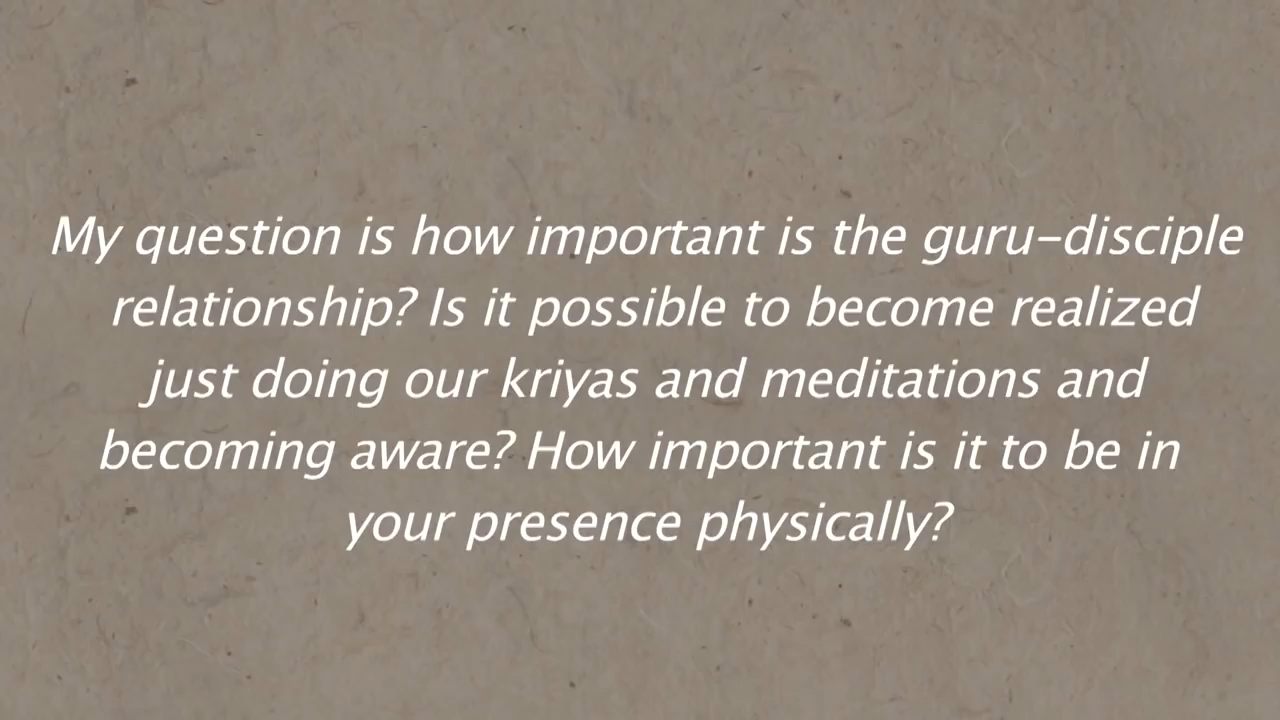 My question is how important is the guru–disciple
relationship? Is it possible to become realized
just doing our kriyas and meditations and
becoming aware? How important is it to be in
your presence physically?